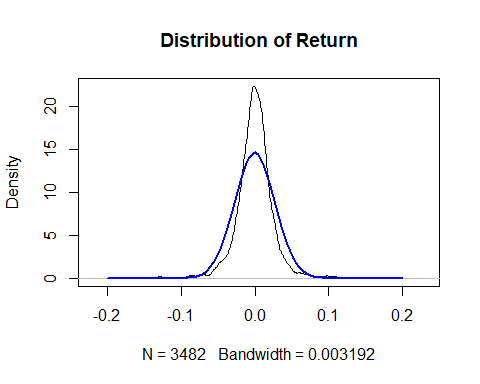 Distribution of Return
Density
20
15
10
5
0
-0.2 -0.1 0.0 0.1 0.2
N = 3482 Bandwidth = 0.003192